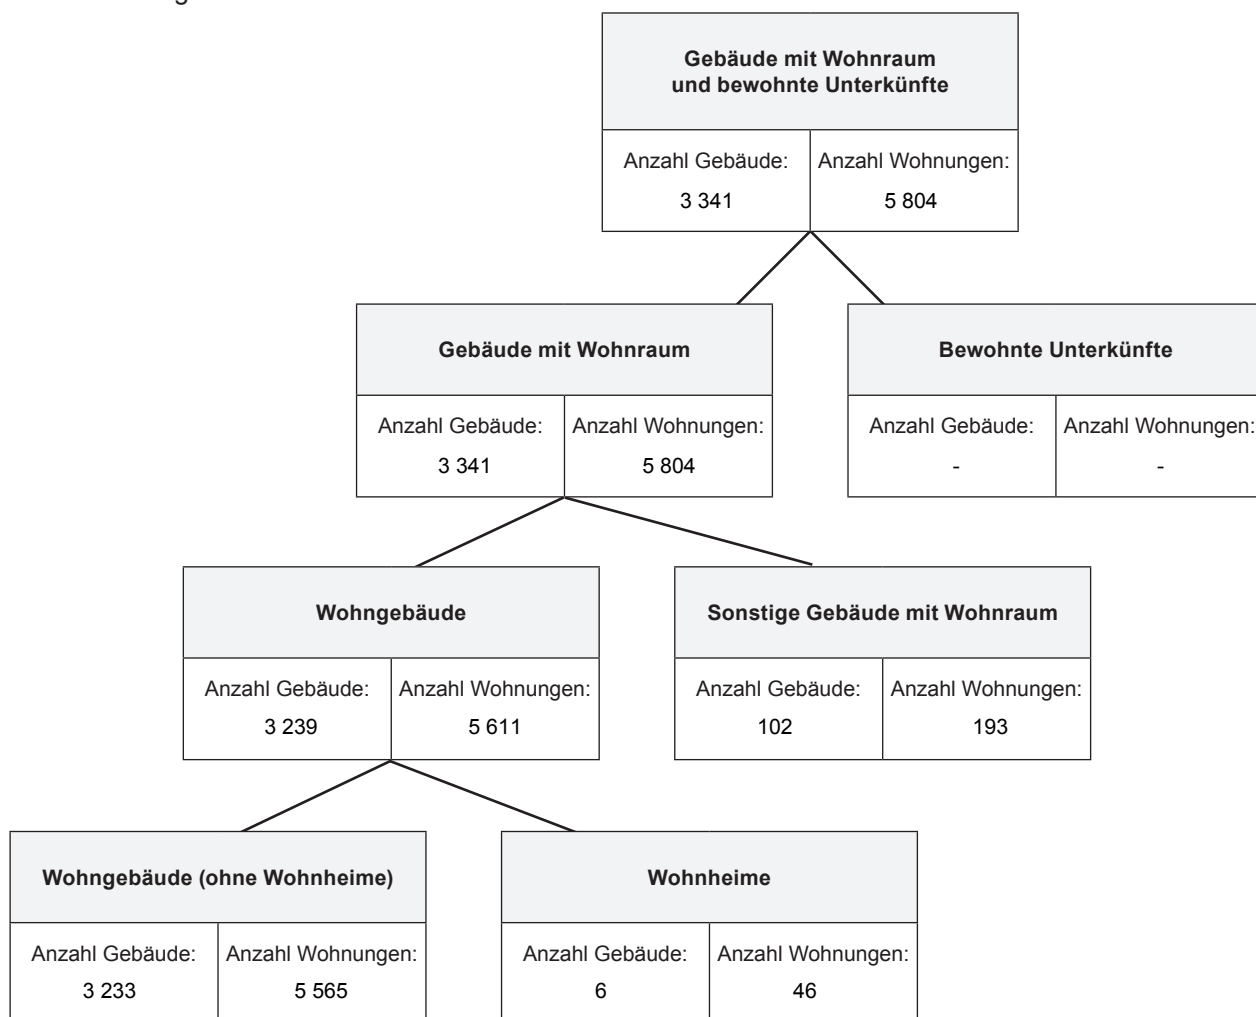 g
Gebäude mit Wohnraum
und bewohnte Unterkünfte
Anzahl Gebäude: Anzahl Wohnungen:
3 341 5 804
Gebäude mit Wohnraum Bewohnte Unterkünfte
Anzahl Gebäude: Anzahl Wohnungen: Anzahl Gebäude: Anzahl Wohnungen:
3 341 5 804 - -
Wohngebäude Sonstige Gebäude mit Wohnraum
Anzahl Gebäude: Anzahl Wohnungen: Anzahl Gebäude: Anzahl Wohnungen:
3 239 5 611 102 193
Wohngebäude (ohne Wohnheime) Wohnheime
Anzahl Gebäude: Anzahl Wohnungen: Anzahl Gebäude: Anzahl Wohnungen:
3 233 5 565 6 46